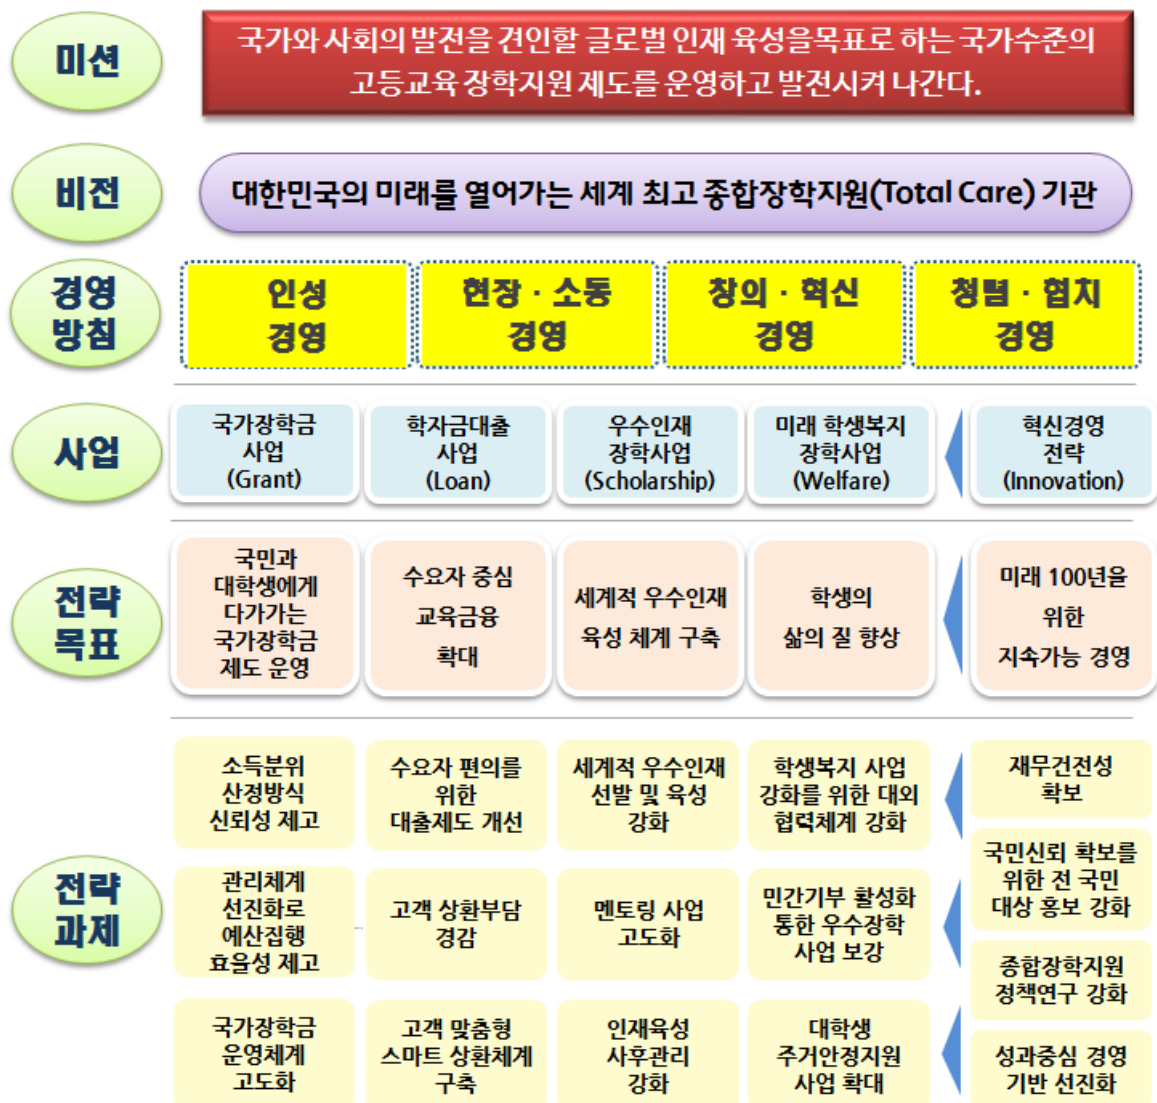 미션
국가와 사회의 발전을 견인할 글로벌 인재 육성을목표로 하는 국가수준의
고등교육 장학지원 제도를 운영하고 발전시켜 나간다.
비전
대한민국의 미래를 열어가는 세계 최고 종합장학지원(Total Care) 기관
경영
방침
인성
경영
현장 · 소통
경영
창의 · 혁신
경영
청렴 · 협치
경영
사업
국가장학금
사업
(Grant)
학자금대출
사업
(Loan)
우수인재
장학사업
(Scholarship)
미래 학생복지
장학사업
(Welfare)
혁신경영
전략
(Innovation)
전략
목표
국민과
대학생에게
다가가는
국가장학금
제도 운영
수요자 중심
교육금융
확대
세계적 우수인재
육성 체계 구축
학생의
삶의 질 향상
미래 100년을
위한
지속가능 경영
전략
과제
소득분위
산정방식
신뢰성 제고
수요자 편의를
위한
대출제도 개선
세계적 우수인재
선발 및 육성
강화
학생복지 사업
강화를 위한 대외
협력체계 강화
재무건전성
확보
관리체계
선진화로
예산집행
효율성 제고
고객 상환부담
경감
멘토링 사업
고도화
민간기부 활성화
통한 우수장학
사업 보강
국민신뢰 확보를
위한 전 국민
대상 홍보 강화
종합장학지원
정책연구 강화
국가장학금
운영체계
고도화
고객 맞춤형
스마트 상환체계
구축
인재육성
사후관리
강화
대학생
주거안정지원
사업 확대
성과중심 경영
기반 선진화